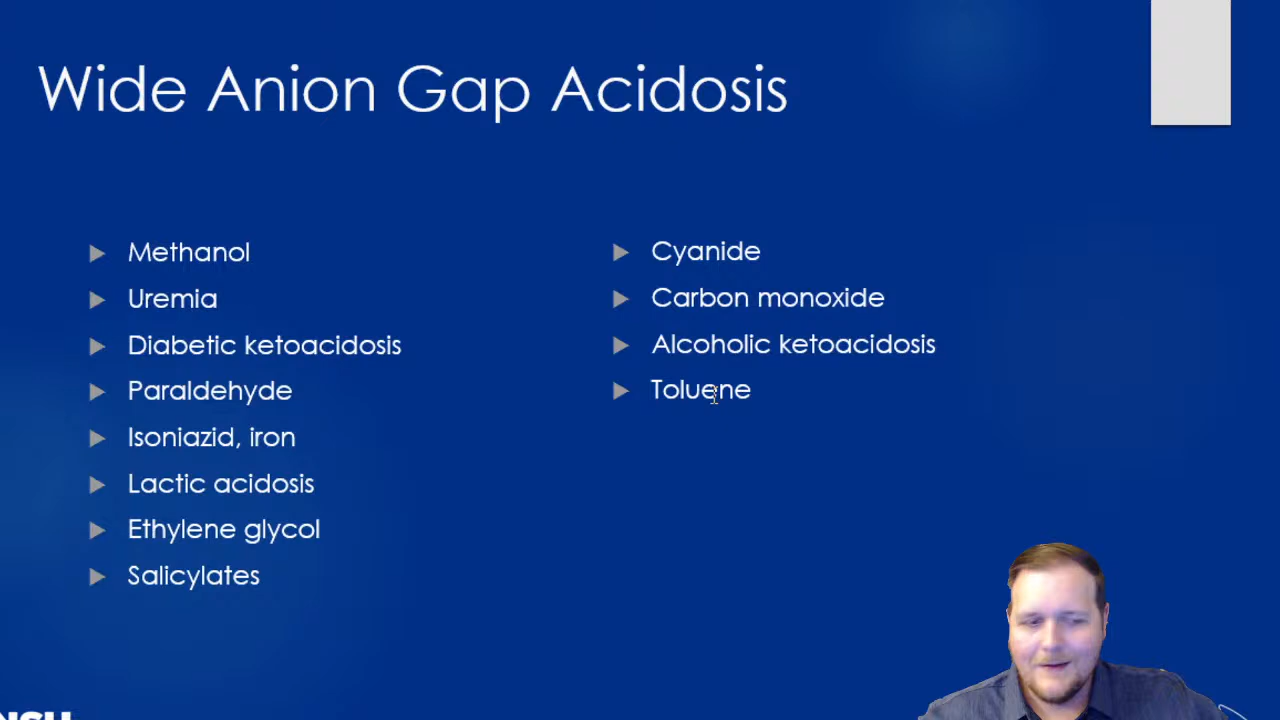 Wide Anion Gap Acidosis
Methanol
Uremia
Diabetic ketoacidosis
Paraldehyde
Isoniazid, iron
Lactic acidosis
Ethylene glycol
Salicylates
Cyanide
Carbon monoxide
Alcoholic ketoacidosis
Toluene